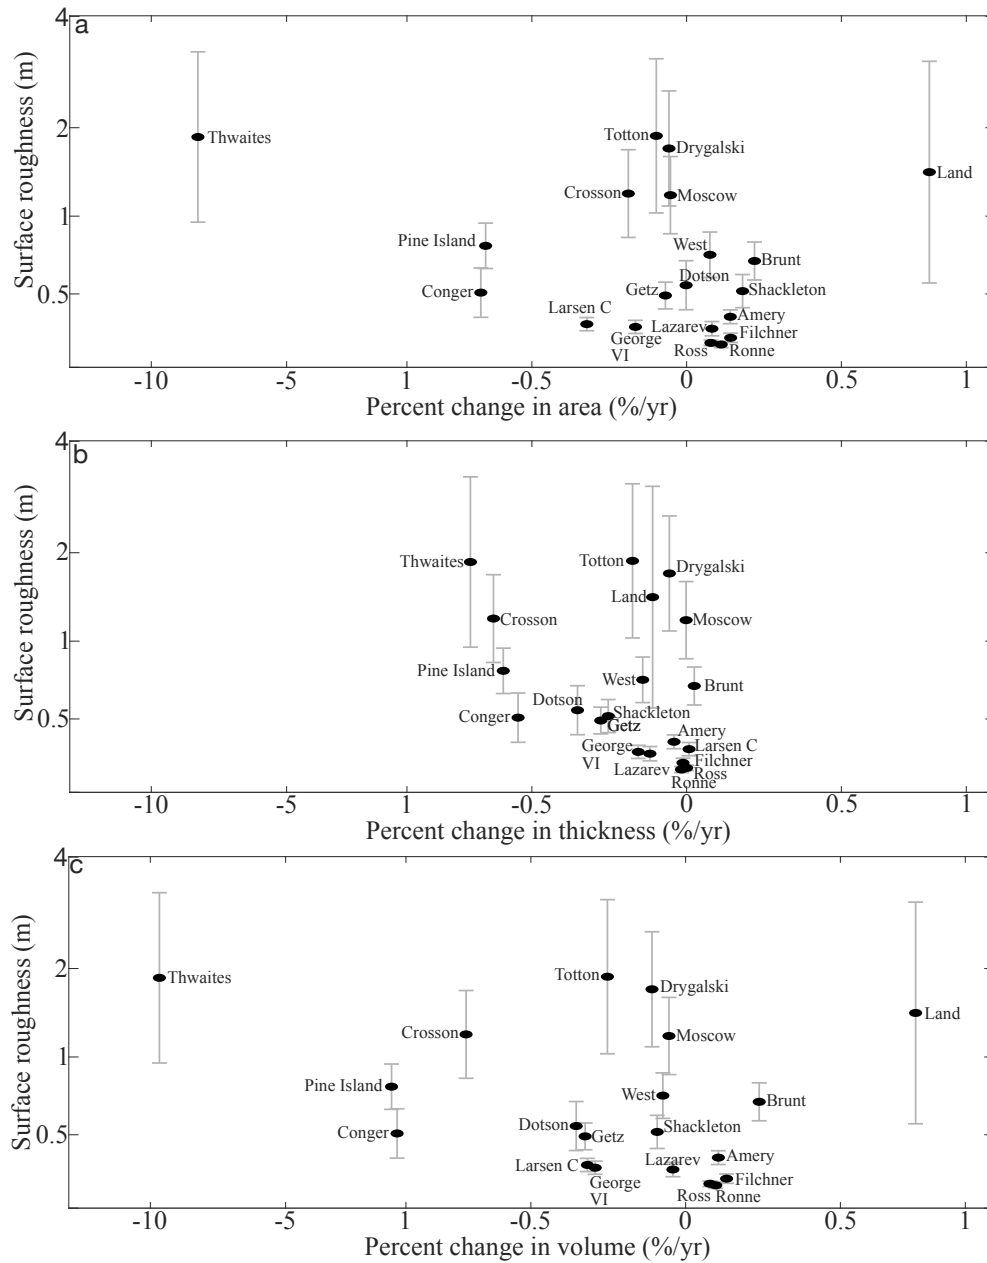 a
4
2
1
0.5
Surface roughness (m)
Thwaites
Totton
Drygalski
Land
Crosson
Moscow
Pine Island
West
Brunt
Dotson
Conger
Getz
Shackleton
Larsen C
George
VI
Lazarev
Amery
Filchner
Ross
Ronne
-10
-5
1
-0.5
0
0.5
1
Percent change in area (%/yr)
b
4
2
1
0.5
Surface roughness (m)
Thwaites
Totton
Drygalski
Land
Crosson
Moscow
Pine Island
West
Brunt
Dotson
Conger
Shackleton
Getz
Amery
George
VI
Larsen C
Filchner
Lazarev
Ross
Ronne
-10
-5
1
-0.5
0
0.5
1
Percent change in thickness (%/yr)
c
4
2
1
0.5
Surface roughness (m)
Thwaites
Totton
Drygalski
Land
Crosson
Moscow
Pine Island
West
Brunt
Dotson
Conger
Getz
Shackleton
Larsen C
George
VI
Lazarev
Amery
Filchner
Ross
Ronne
-10
-5
1
-0.5
0
0.5
1
Percent change in volume (%/yr)